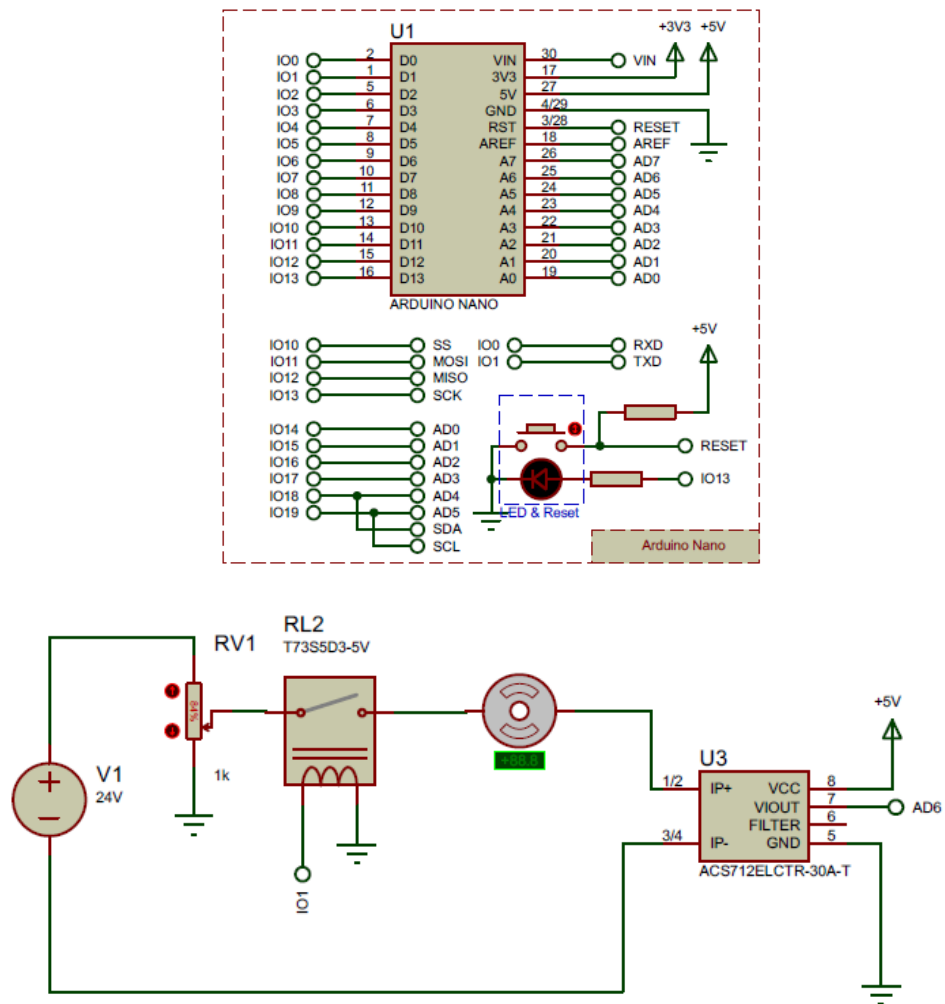 U1
+3V3 +5V
IO0 2 D0 VIN 30 VIN
IO1 1 D1 3V3 17
IO2 5 D2 5V 27
IO3 6 D3 GND 4/29
IO4 7 D4 RST 3/28 RESET
IO5 8 D5 AREF 18 AREF
IO6 9 D6 A7 26 AD7
IO7 10 D7 A6 25 AD6
IO8 11 D8 A5 24 AD5
IO9 12 D9 A4 23 AD4
IO10 13 D10 A3 22 AD3
IO11 14 D11 A2 21 AD2
IO12 15 D12 A1 20 AD1
IO13 16 D13 A0 19 AD0
ARDUINO NANO
+5V
IO10 SS IO0 RXD
IO11 MOSI IO1 TXD
IO12 MISO
IO13 SCK
IO14 AD0
IO15 AD1 RESET
IO16 AD2
IO17 AD3 IO13
IO18 AD4
IO19 AD5
LED & Reset
SDA
SCL
Arduino Nano
RL2
T73S5D3-5V
RV1
84%
1k
+5V
+88.8
V1
24V
U3
1/2 IP+ VCC 8
VIOUT 7 AD6
FILTER 6
3/4 IP- GND 5
ACS712ELCTR-30A-T
IO1